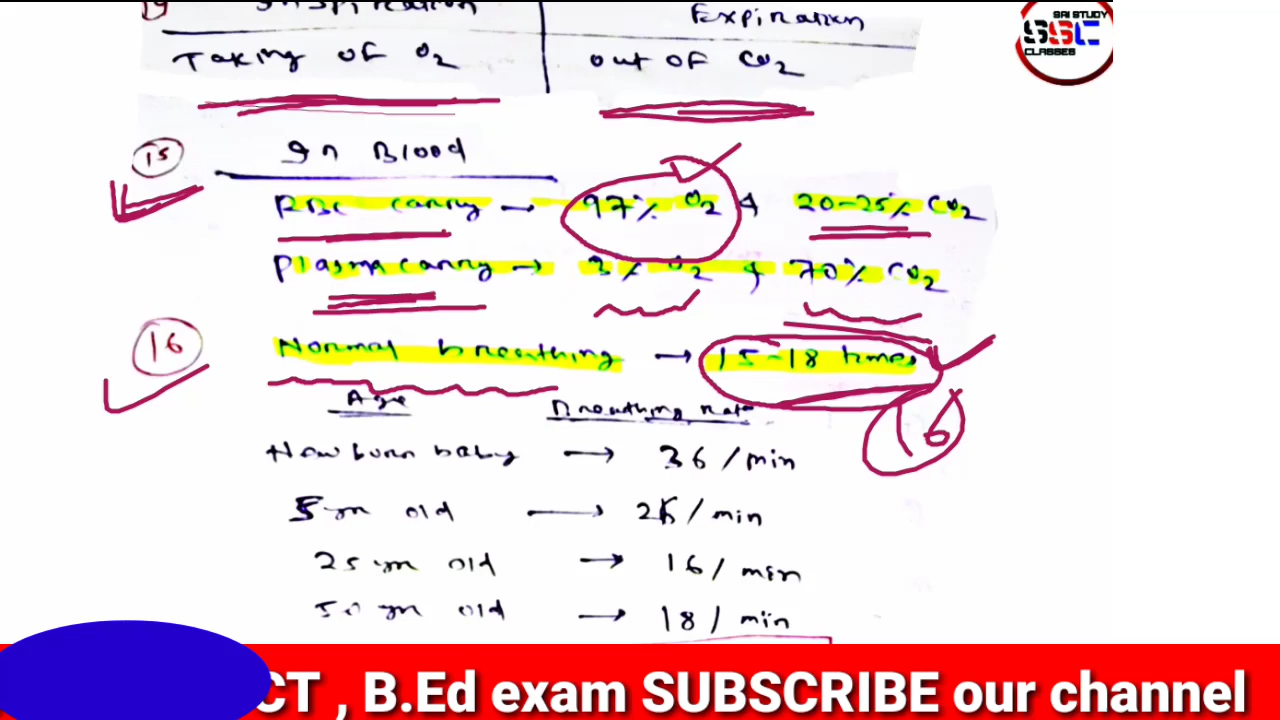 Inspiration Expiration
Taking of O2 out of CO2
SAI STUDY
SSC
CLASSES
15 In Blood
RBC carry → 97% O2 & 20-25% CO2
Plasma carry → 3% O2 & 70% CO2
16 Normal breathing → 15-18 times
16
Age Breathing Rate
New born baby → 36/min
5 yr old → 25/min
25 yr old → 16/min
50 yr old → 18/min
CT , B.Ed exam SUBSCRIBE our channel